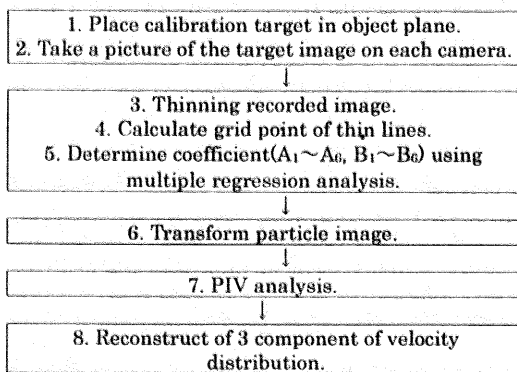 1. Place calibration target in object plane.
2. Take a picture of the target image on each camera.
↓
3. Thinning recorded image.
4. Calculate grid point of thin lines.
5. Determine coefficient(A₁~A₆, B₁~B₆) using
multiple regression analysis.
↓
6. Transform particle image.
↓
7. PIV analysis.
↓
8. Reconstruct of 3 component of velocity
distribution.